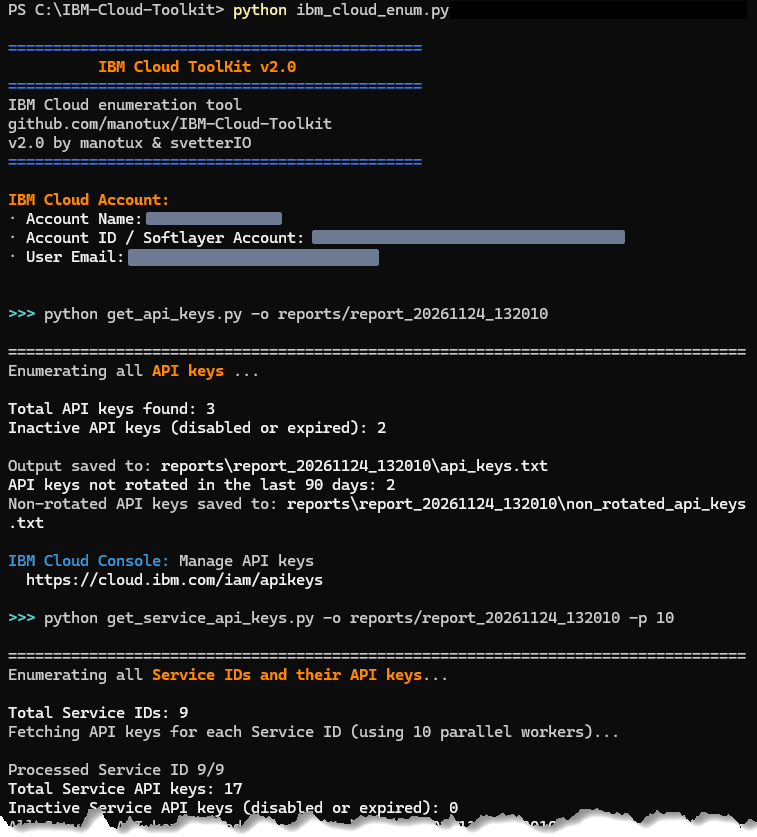 PS C:\IBM-Cloud-Toolkit> python ibm_cloud_enum.py
==============================================
IBM Cloud ToolKit v2.0
==============================================
IBM Cloud enumeration tool
github.com/manotux/IBM-Cloud-Toolkit
v2.0 by manotux & svetterIO
==============================================
IBM Cloud Account:
· Account Name:
· Account ID / Softlayer Account:
· User Email:
>>> python get_api_keys.py -o reports/report_20261124_132010
==================================================================================
Enumerating all API keys ...
Total API keys found: 3
Inactive API keys (disabled or expired): 2
Output saved to: reports\report_20261124_132010\api_keys.txt
API keys not rotated in the last 90 days: 2
Non-rotated API keys saved to: reports\report_20261124_132010\non_rotated_api_keys
.txt
IBM Cloud Console: Manage API keys
https://cloud.ibm.com/iam/apikeys
>>> python get_service_api_keys.py -o reports/report_20261124_132010 -p 10
==================================================================================
Enumerating all Service IDs and their API keys...
Total Service IDs: 9
Fetching API keys for each Service ID (using 10 parallel workers)...
Processed Service ID 9/9
Total Service API keys: 17
Inactive Service API keys (disabled or expired): 0